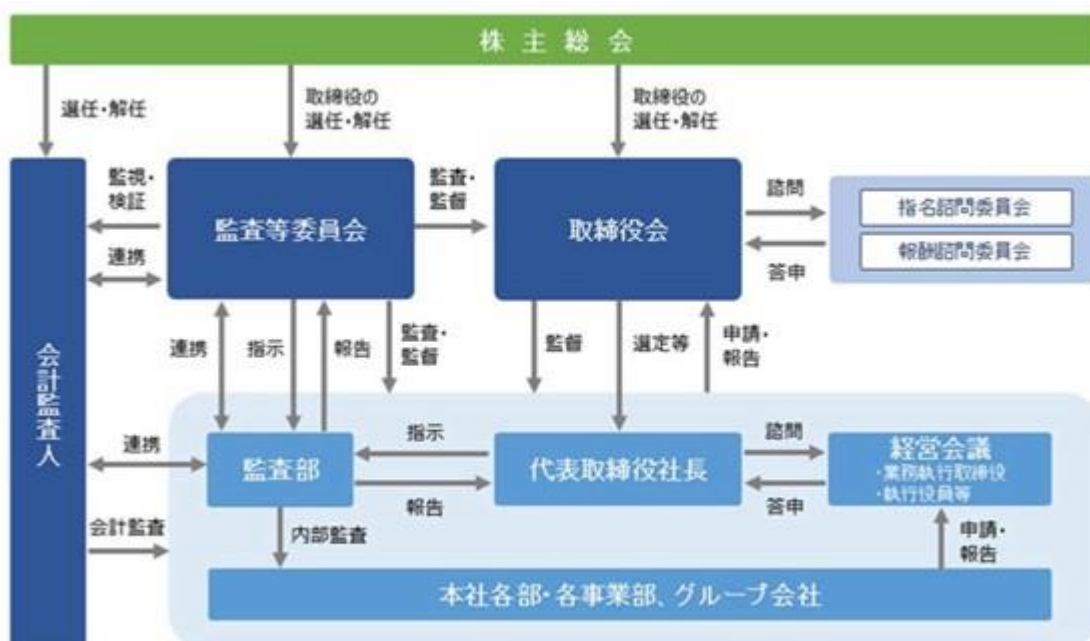 株主総会
選任・解任
取締役の
選任・解任
取締役の
選任・解任
監視・
検証
監査等委員会
監査・
監督
取締役会
諮問
指名諮問委員会
報酬諮問委員会
答申
連携
会計監査人
連携
指示
報告
監査・
監督
監督
選定等
申請・
報告
連携
監査部
指示
報告
代表取締役社長
諮問
答申
経営会議
・業務執行取締役
・執行役員等
会計監査
内部監査
申請・
報告
本社各部・各事業部、グループ会社